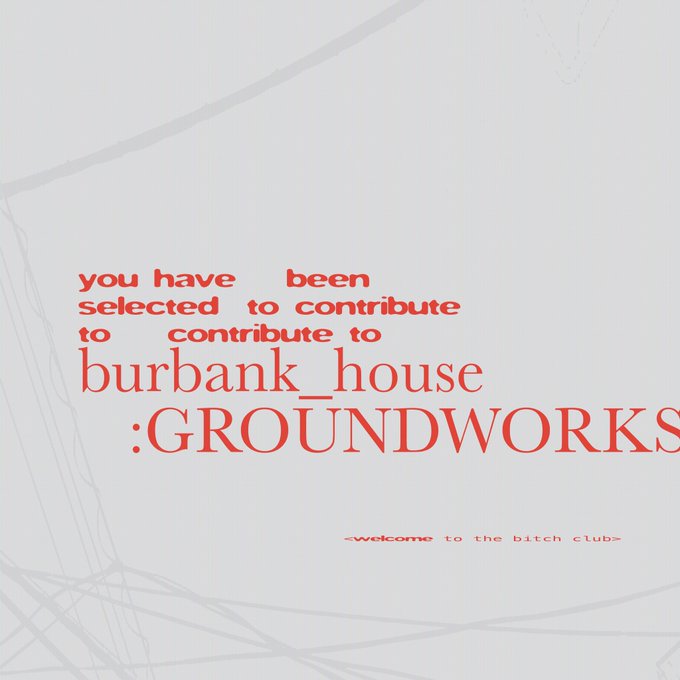 you have been
selected to contribute
to contribute to
burbank_house
:GROUNDWORKS
<welcome to the bitch club>